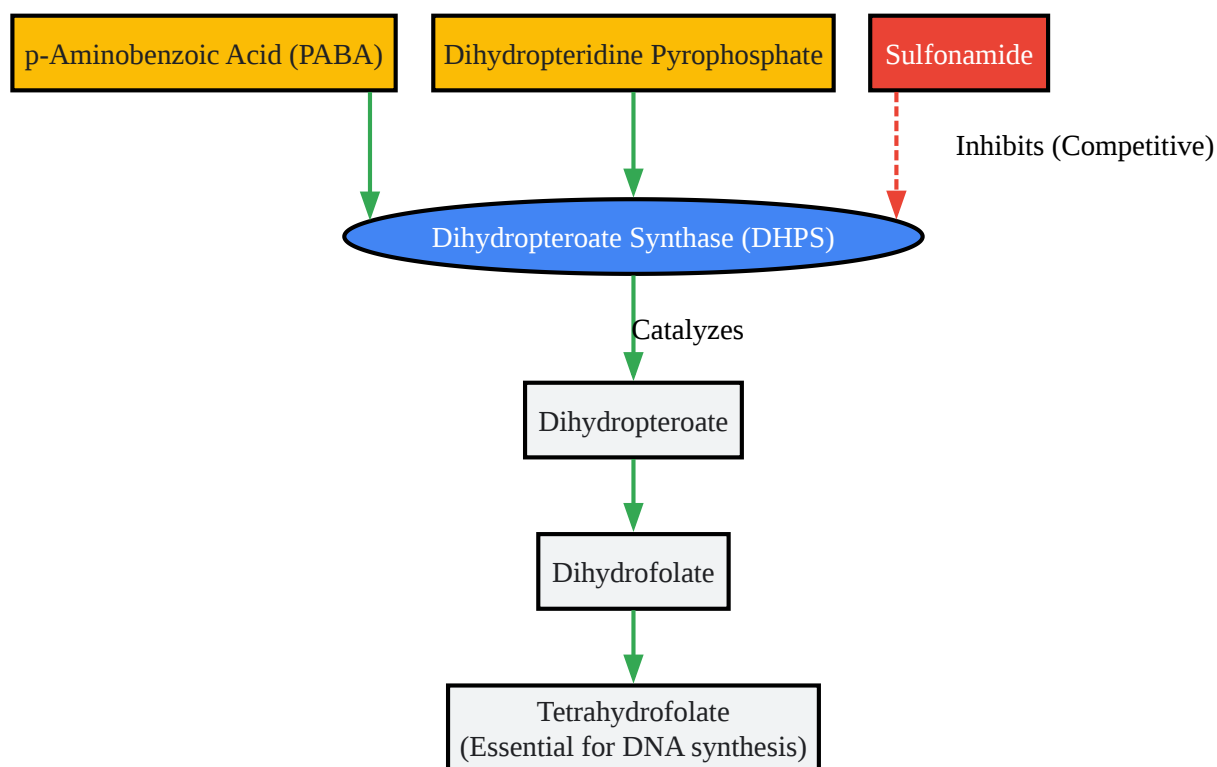 p-Aminobenzoic Acid (PABA)
Dihydropteridine Pyrophosphate
Sulfonamide
Inhibits (Competitive)
Dihydropteroate Synthase (DHPS)
Catalyzes
Dihydropteroate
Dihydrofolate
Tetrahydrofolate
(Essential for DNA synthesis)